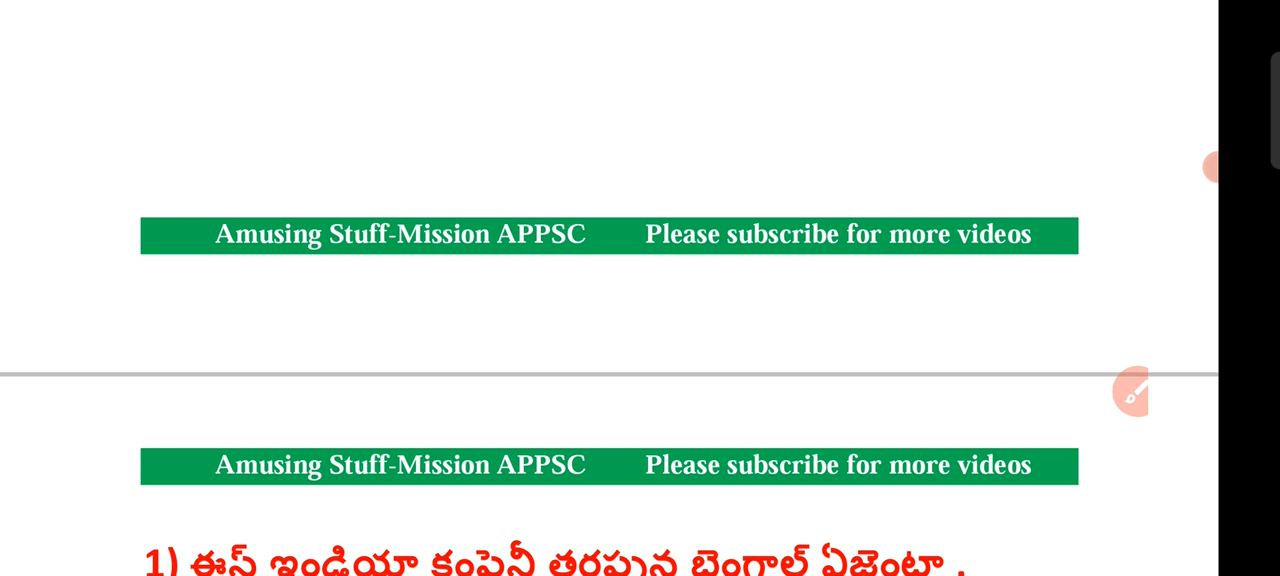 Amusing Stuff-Mission APPSC Please subscribe for more videos
Amusing Stuff-Mission APPSC Please subscribe for more videos
1) ఈస్ ఇండియా కంపెనీ తరపున బెంగాల్ ఏజెంటా .